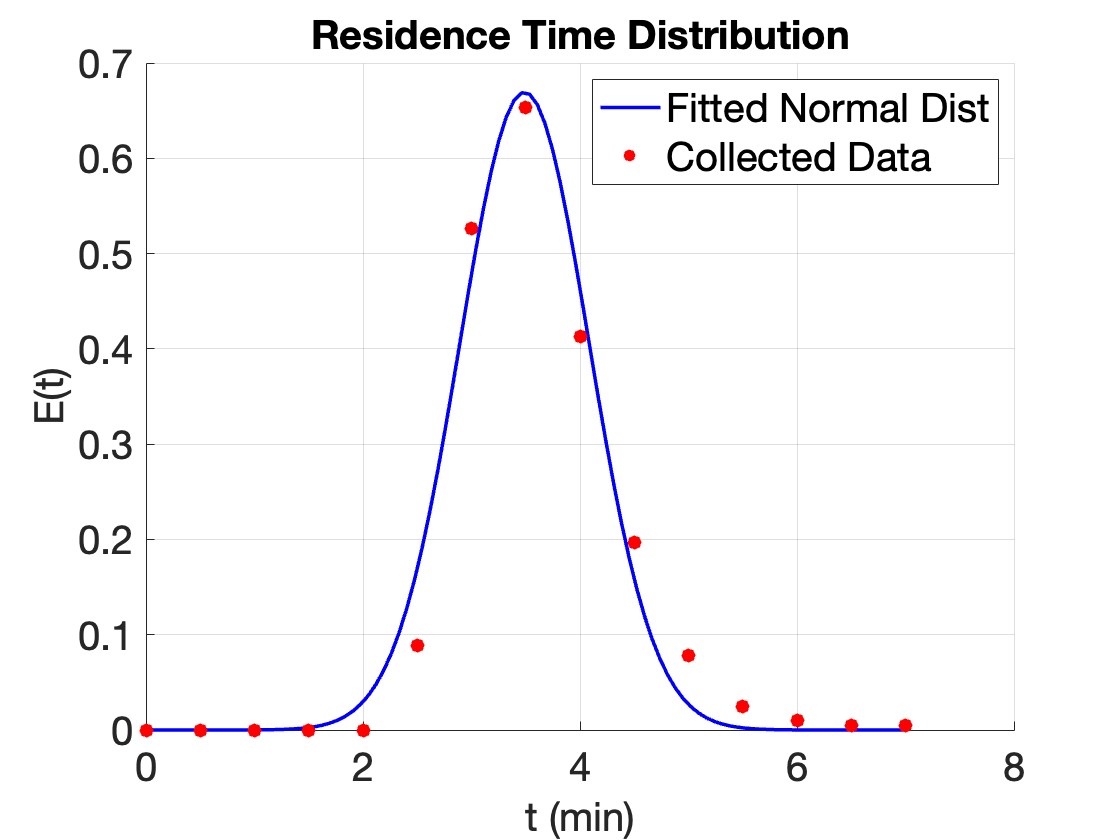 Residence Time Distribution
0.7
0.6
0.5
0.4
0.3
0.2
0.1
0
E(t)
Fitted Normal Dist
Collected Data
0 2 4 6 8
t (min)